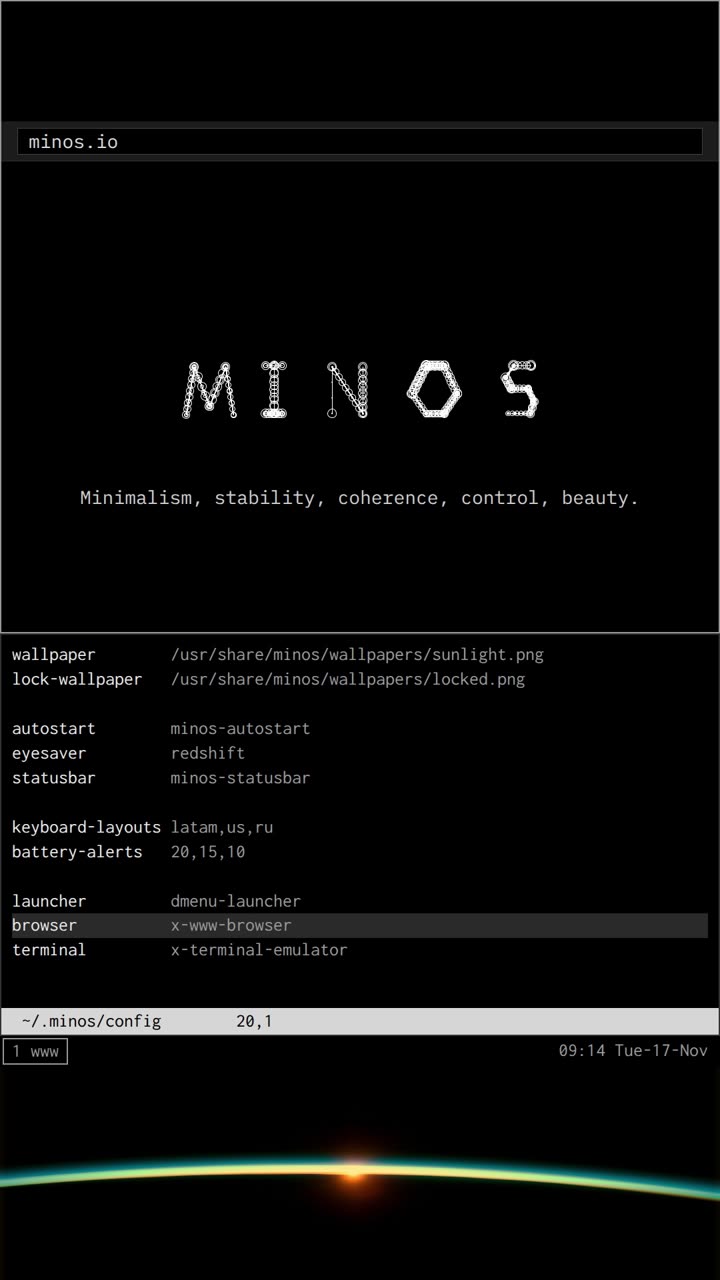 minos.io
MINOS
Minimalism, stability, coherence, control, beauty.
wallpaper /usr/share/minos/wallpapers/sunlight.png
lock-wallpaper /usr/share/minos/wallpapers/locked.png
autostart minos-autostart
eyesaver redshift
statusbar minos-statusbar
keyboard-layouts latam,us,ru
battery-alerts 20,15,10
launcher dmenu-launcher
browser x-www-browser
terminal x-terminal-emulator
~/.minos/config 20,1
1 www 09:14 Tue-17-Nov